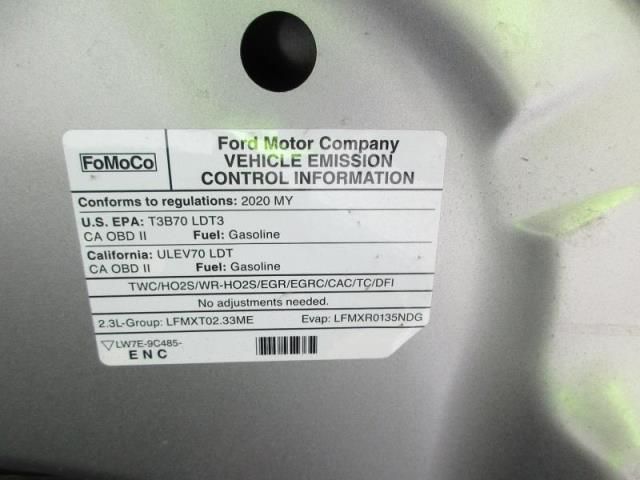 FoMoCo
Ford Motor Company
VEHICLE EMISSION
CONTROL INFORMATION
Conforms to regulations: 2020 MY
U.S. EPA: T3B70 LDT3
CA OBD II Fuel: Gasoline
California: ULEV70 LDT
CA OBD II Fuel: Gasoline
TWC/HO2S/WR-HO2S/EGR/EGRC/CAC/TC/DFI
No adjustments needed.
2.3L-Group: LFMXT02.33ME Evap: LFMXR0135NDG
LW7E-9C485-
ENC